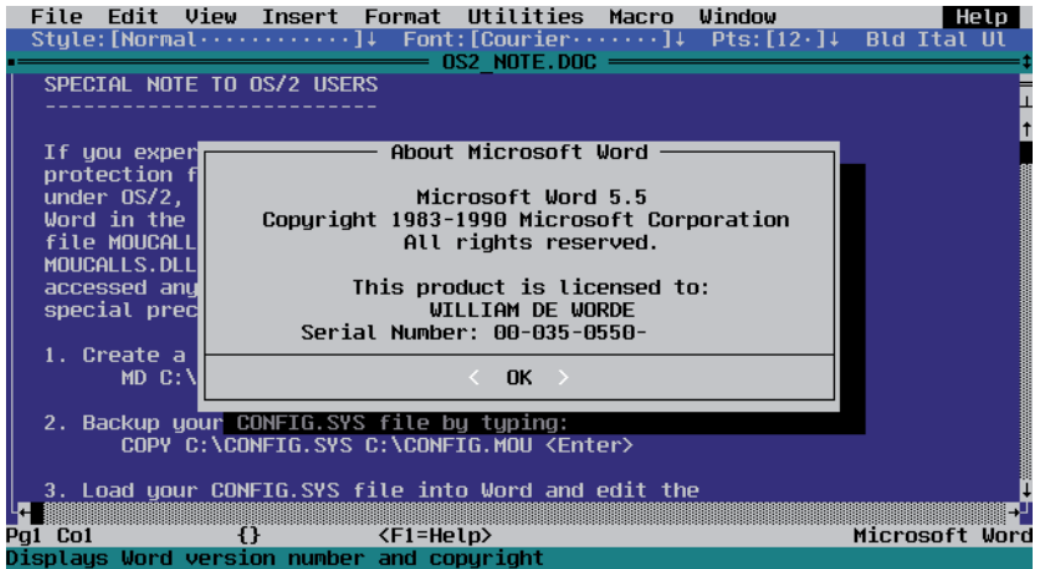 File Edit View Insert Format Utilities Macro Window Help
Style:[Normal············]↓ Font:[Courier·······]↓ Pts:[12·]↓ Bld Ital Ul
OS2_NOTE.DOC
SPECIAL NOTE TO OS/2 USERS
--------------------------
If you exper
protection f
under OS/2,
Word in the
file MOUCALL
MOUCALLS.DLL
accessed any
special prec
1. Create a
MD C:\
About Microsoft Word
Microsoft Word 5.5
Copyright 1983-1990 Microsoft Corporation
All rights reserved.
This product is licensed to:
WILLIAM DE WORDE
Serial Number: 00-035-0550-
< OK >
2. Backup your CONFIG.SYS file by typing:
COPY C:\CONFIG.SYS C:\CONFIG.MOU <Enter>
3. Load your CONFIG.SYS file into Word and edit the
Pg1 Co1 {} <F1=Help> Microsoft Word
Displays Word version number and copyright